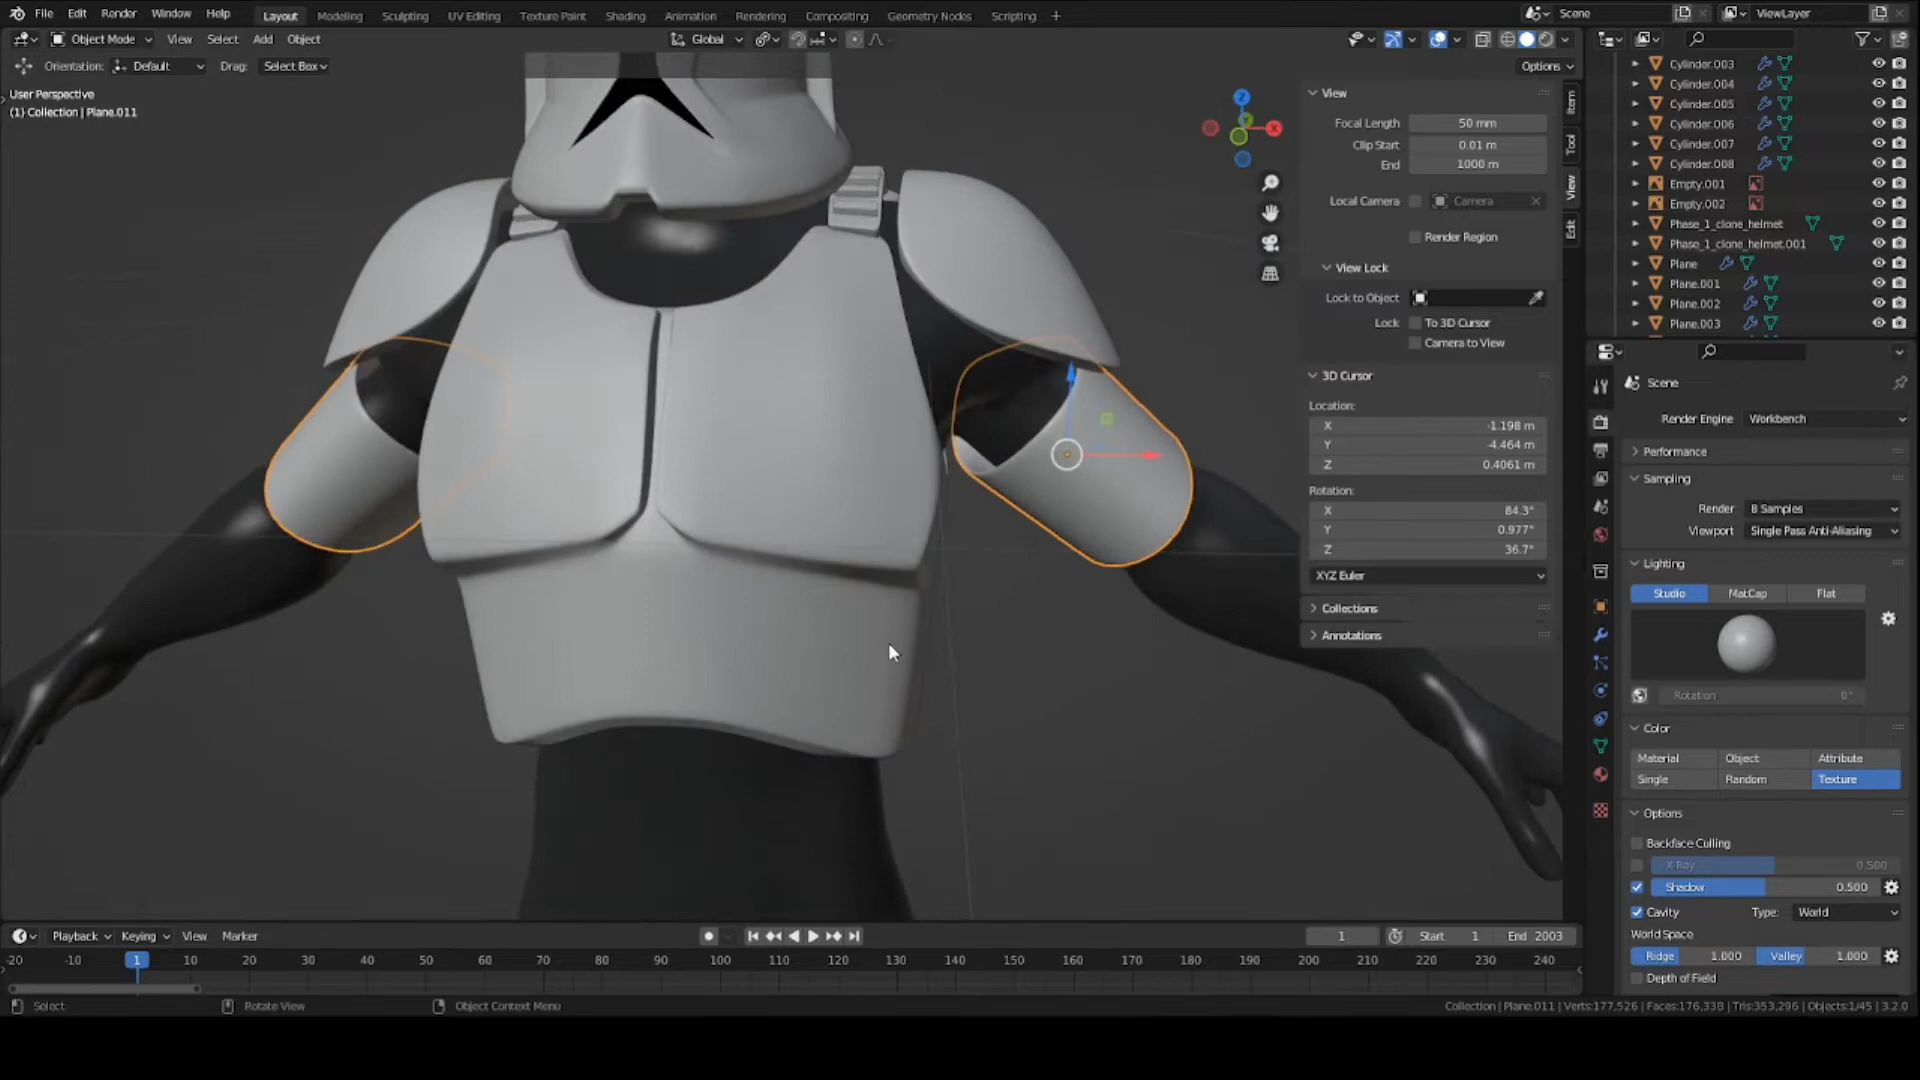 File Edit Render Window Help Layout Modeling Sculpting UV Editing Texture Paint Shading Animation Rendering Compositing Geometry Nodes Scripting + Scene ViewLayer
Object Mode View Select Add Object Global
Orientation: Default Drag: Select Box Options
User Perspective
(1) Collection | Plane.011
View
Focal Length 50 mm
Clip Start 0.01 m
End 1000 m
Local Camera Camera
Render Region
View Lock
Lock to Object
Lock To 3D Cursor
Camera to View
3D Cursor
Location:
X -1.198 m
Y -4.464 m
Z 0.4061 m
Rotation:
X 84.3°
Y 0.977°
Z 36.7°
XYZ Euler
Collections
Annotations
Item
Tool
View
Edit
Z
X
Cylinder.003
Cylinder.004
Cylinder.005
Cylinder.006
Cylinder.007
Cylinder.008
Empty.001
Empty.002
Phase_1_clone_helmet
Phase_1_clone_helmet.001
Plane
Plane.001
Plane.002
Plane.003
Scene
Render Engine Workbench
Performance
Sampling
Render 8 Samples
Viewport Single Pass Anti-Aliasing
Lighting
Studio MatCap Flat
Rotation 0°
Color
Material Object Attribute
Single Random Texture
Options
Backface Culling
X-Ray 0.500
Shadow 0.500
Cavity Type: World
World Space
Ridge 1.000 Valley 1.000
Depth of Field
Playback Keying View Marker 1 Start 1 End 2003
-20 -10 1 10 20 30 40 50 60 70 80 90 100 110 120 130 140 150 160 170 180 190 200 210 220 230 240
Select Rotate View Object Context Menu Collection | Plane.011 | Verts:177,526 | Faces:176,338 | Tris:353,296 | Objects:1/45 | 3.2.0